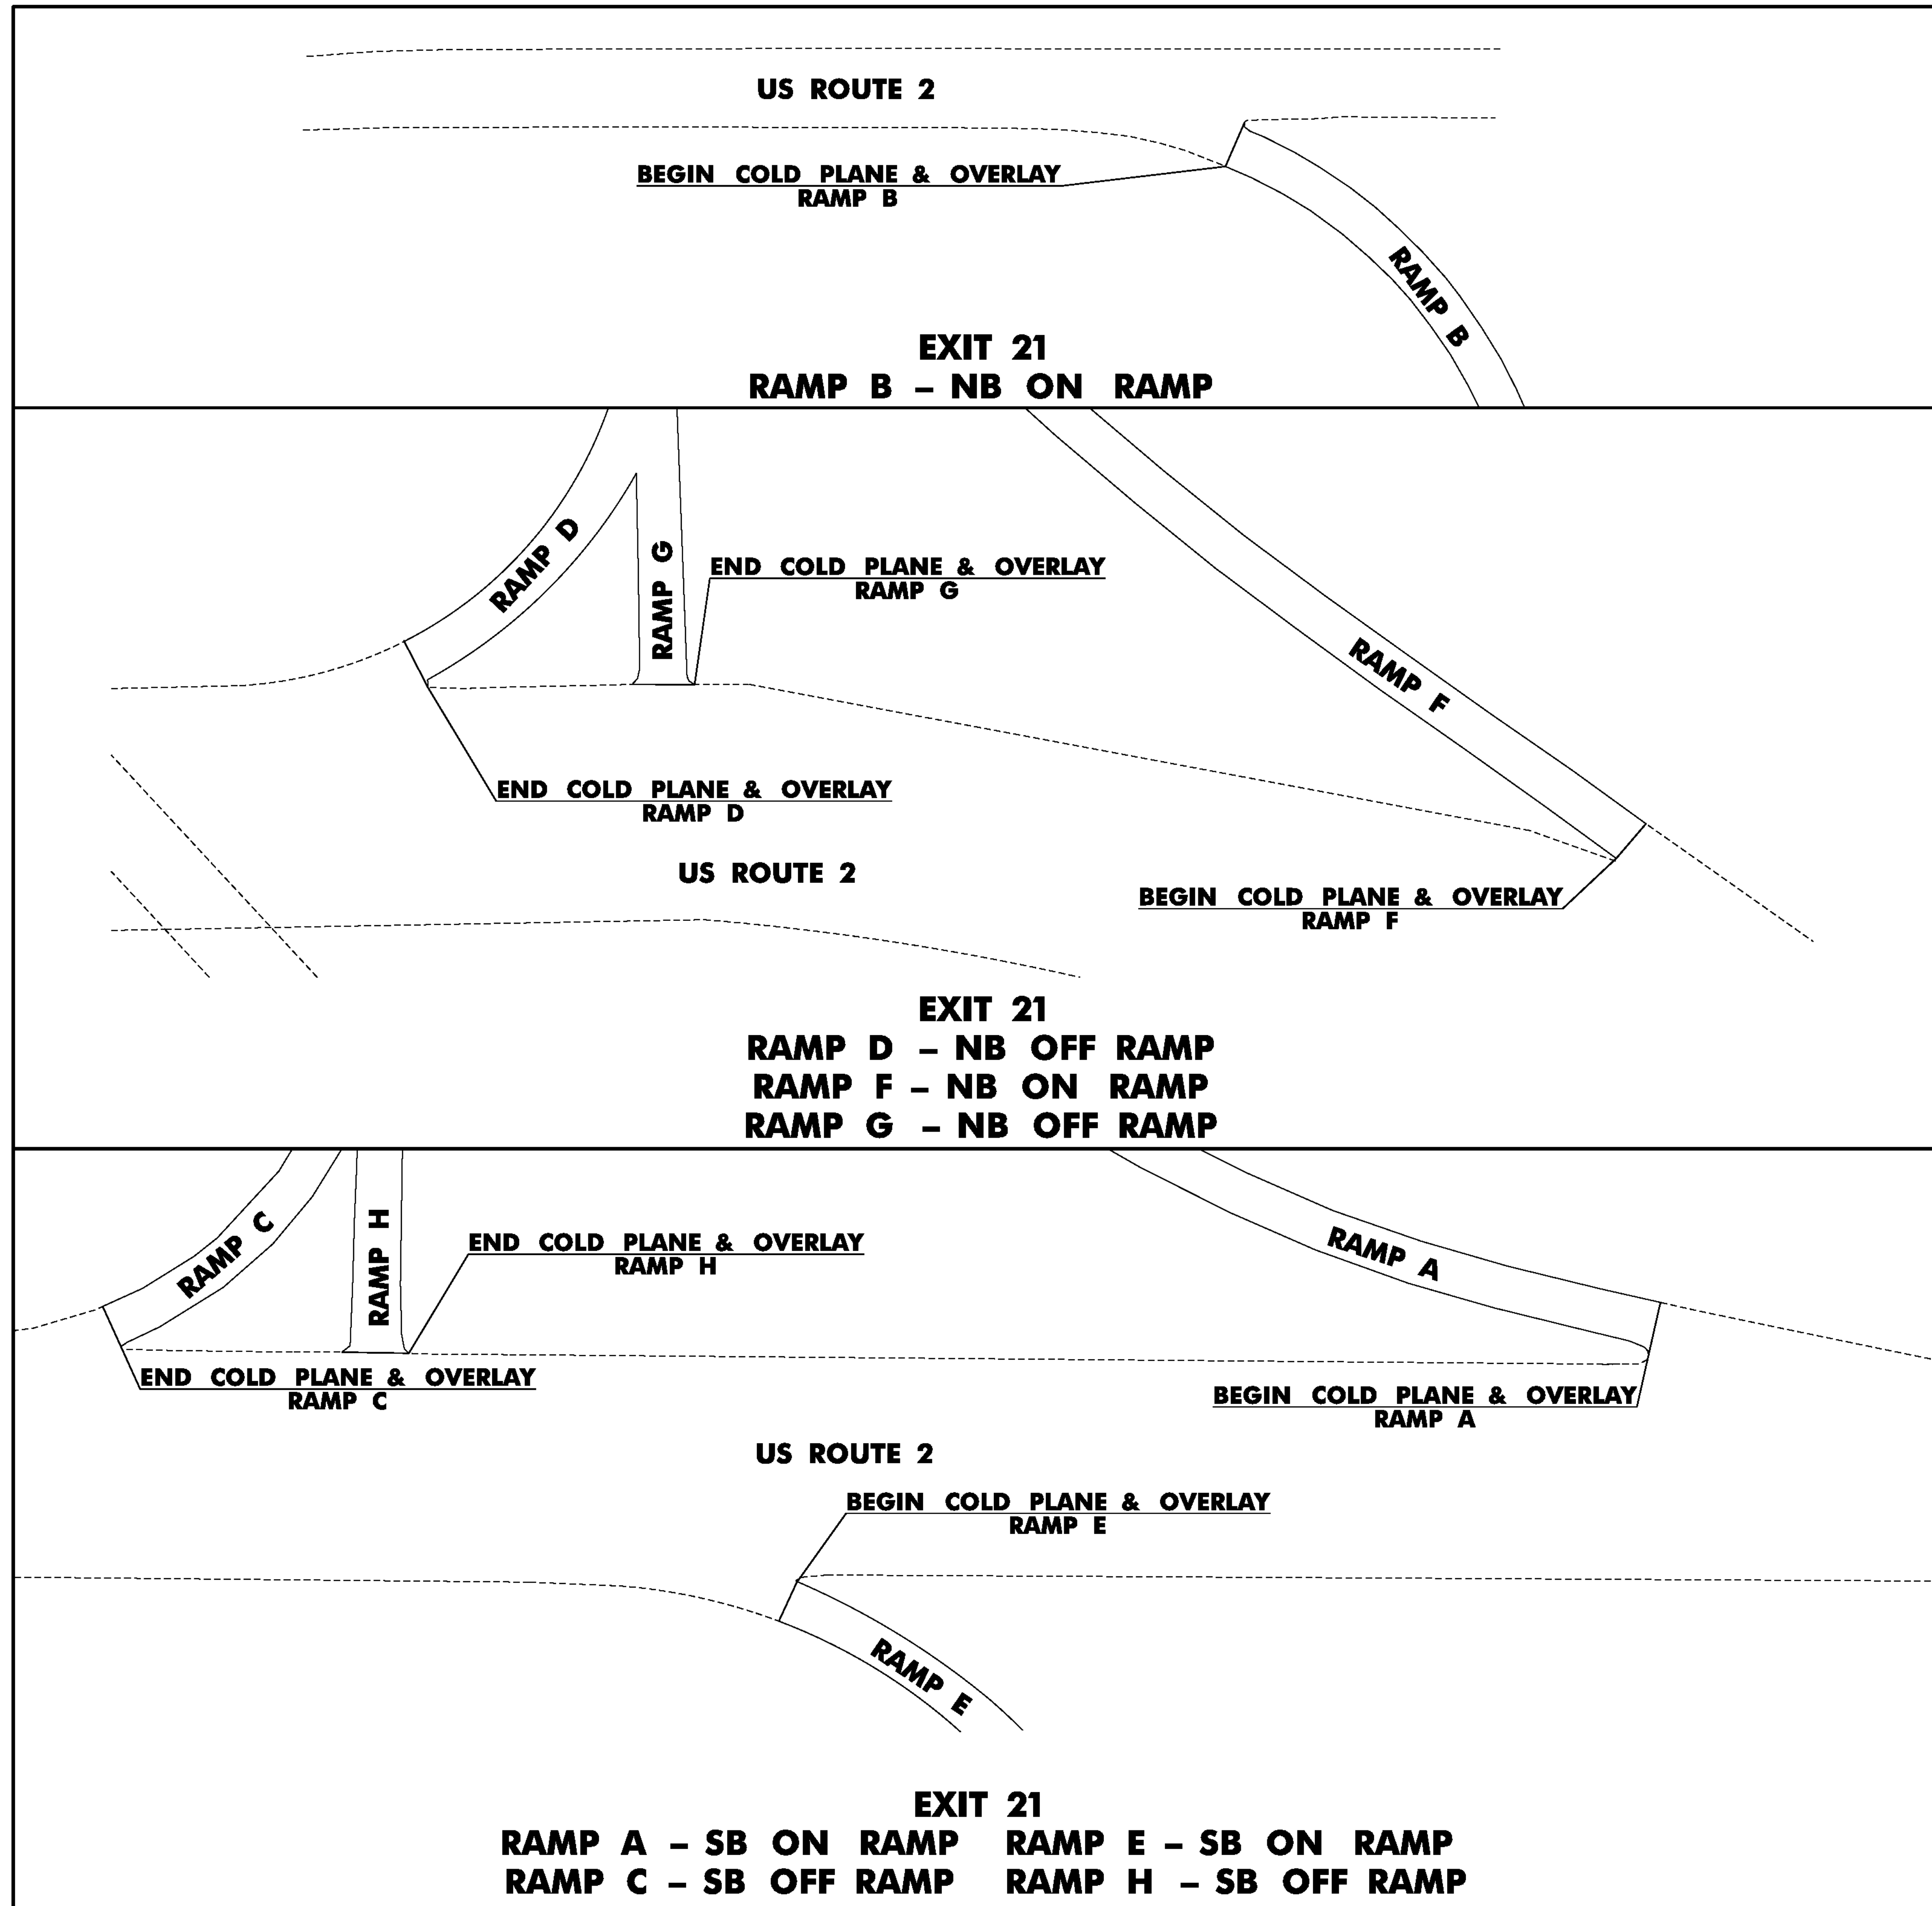 US ROUTE 2
BEGIN COLD PLANE & OVERLAY
RAMP B
RAMP B
EXIT 21
RAMP B – NB ON RAMP
RAMP D
RAMP G
END COLD PLANE & OVERLAY
RAMP G
RAMP F
END COLD PLANE & OVERLAY
RAMP D
US ROUTE 2
BEGIN COLD PLANE & OVERLAY
RAMP F
EXIT 21
RAMP D – NB OFF RAMP
RAMP F – NB ON RAMP
RAMP G – NB OFF RAMP
RAMP C
RAMP H
END COLD PLANE & OVERLAY
RAMP H
RAMP A
END COLD PLANE & OVERLAY
RAMP C
BEGIN COLD PLANE & OVERLAY
RAMP A
US ROUTE 2
BEGIN COLD PLANE & OVERLAY
RAMP E
RAMP E
EXIT 21
RAMP A – SB ON RAMP RAMP E – SB ON RAMP
RAMP C – SB OFF RAMP RAMP H – SB OFF RAMP